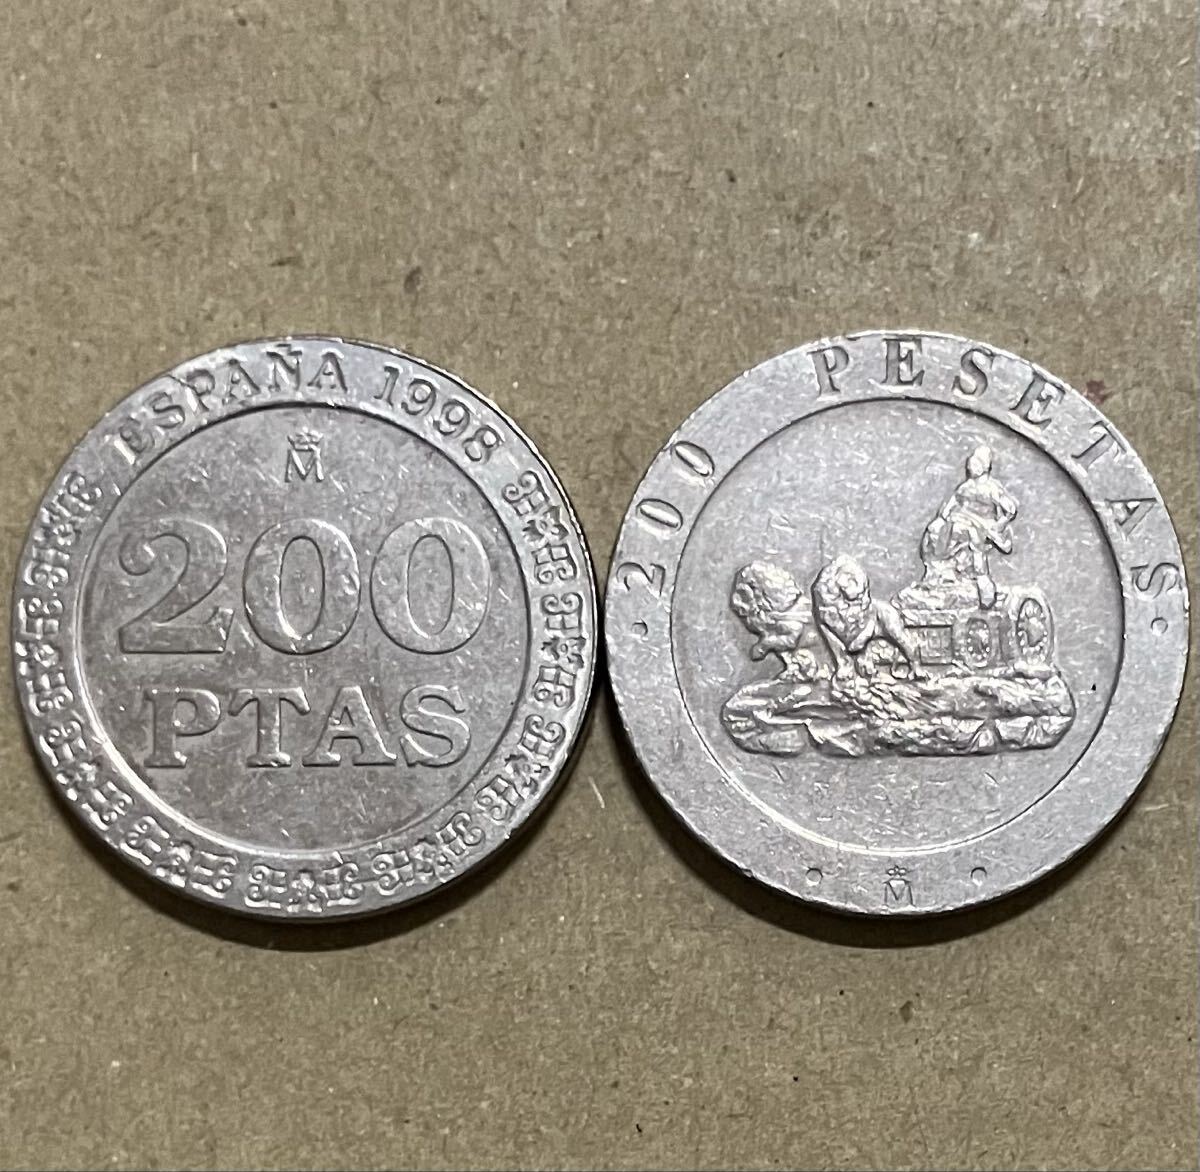 ESPAÑA 1998
M
200
PTAS
· 200 PESETAS ·
M